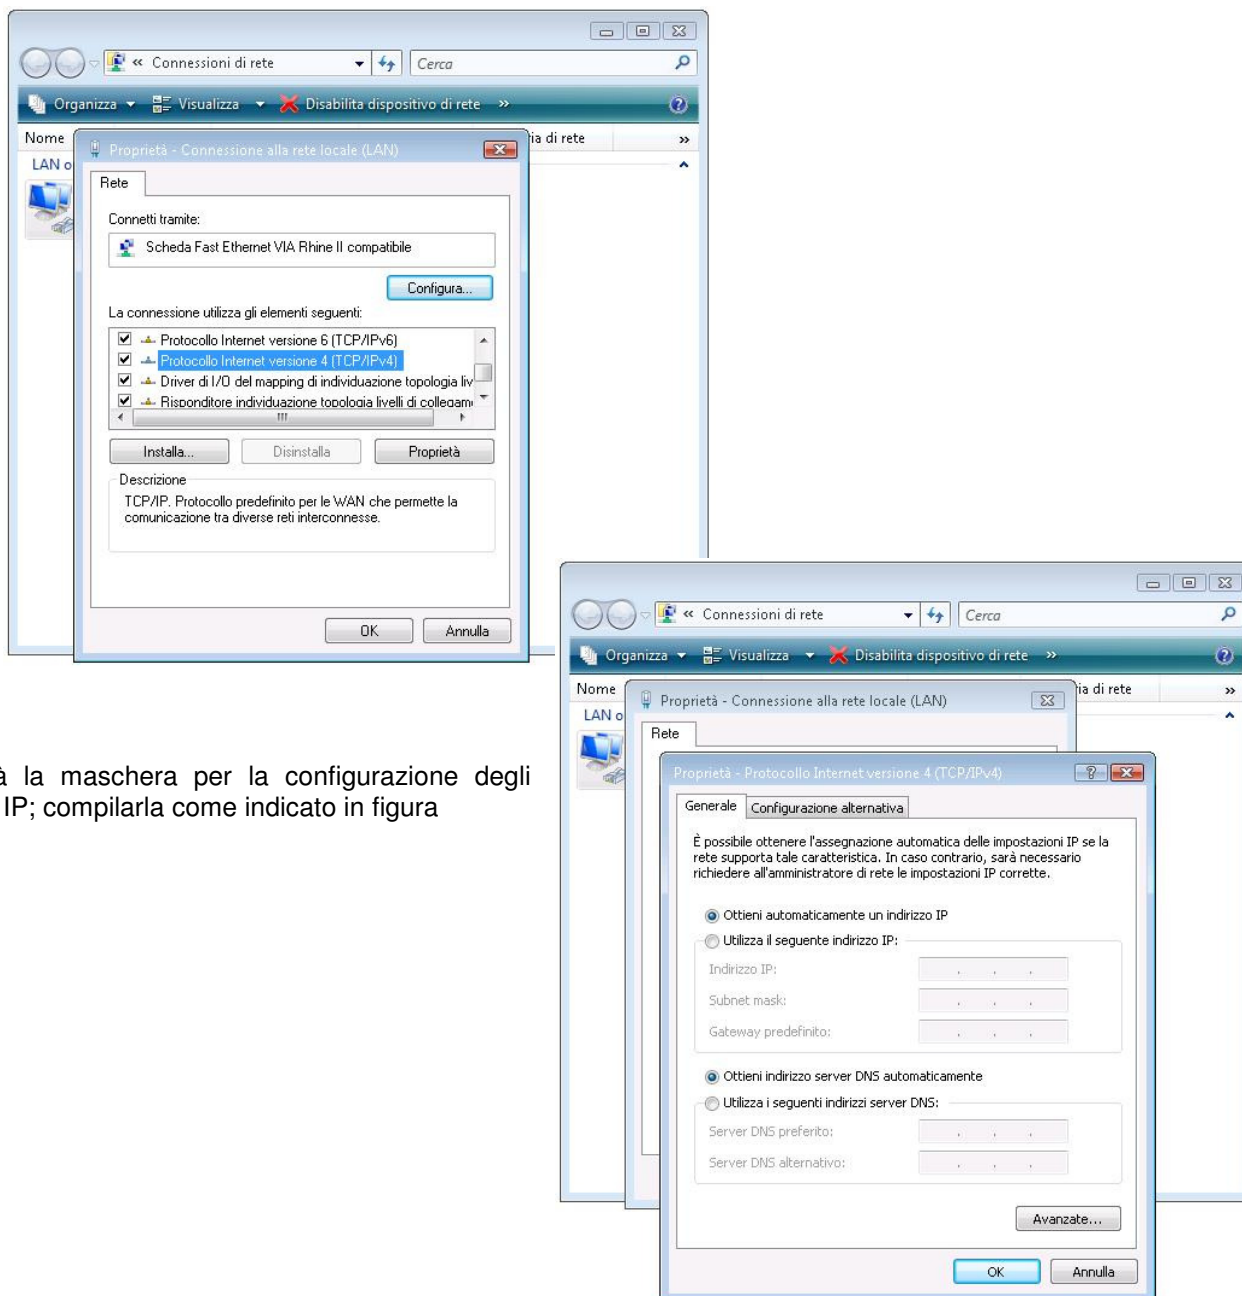 « Connessioni di rete
Cerca
Organizza Visualizza Disabilita dispositivo di rete »
Nome ia di rete »
LAN o
Proprietà - Connessione alla rete locale (LAN)
Rete
Connetti tramite:
Scheda Fast Ethernet VIA Rhine II compatibile
Configura...
La connessione utilizza gli elementi seguenti:
Protocollo Internet versione 6 (TCP/IPv6)
Protocollo Internet versione 4 (TCP/IPv4)
Driver di I/O del mapping di individuazione topologia liv
Risponditore individuazione topologia livelli di collegam
Installa... Disinstalla Proprietà
Descrizione
TCP/IP. Protocollo predefinito per le WAN che permette la
comunicazione tra diverse reti interconnesse.
OK Annulla
à la maschera per la configurazione degli
IP; compilarla come indicato in figura
« Connessioni di rete
Cerca
Organizza Visualizza Disabilita dispositivo di rete »
Nome ia di rete »
LAN o
Proprietà - Connessione alla rete locale (LAN)
Rete
Proprietà - Protocollo Internet versione 4 (TCP/IPv4)
Generale Configurazione alternativa
È possibile ottenere l'assegnazione automatica delle impostazioni IP se la
rete supporta tale caratteristica. In caso contrario, sarà necessario
richiedere all'amministratore di rete le impostazioni IP corrette.
Ottieni automaticamente un indirizzo IP
Utilizza il seguente indirizzo IP:
Indirizzo IP: . . .
Subnet mask: . . .
Gateway predefinito: . . .
Ottieni indirizzo server DNS automaticamente
Utilizza i seguenti indirizzi server DNS:
Server DNS preferito: . . .
Server DNS alternativo: . . .
Avanzate...
OK Annulla